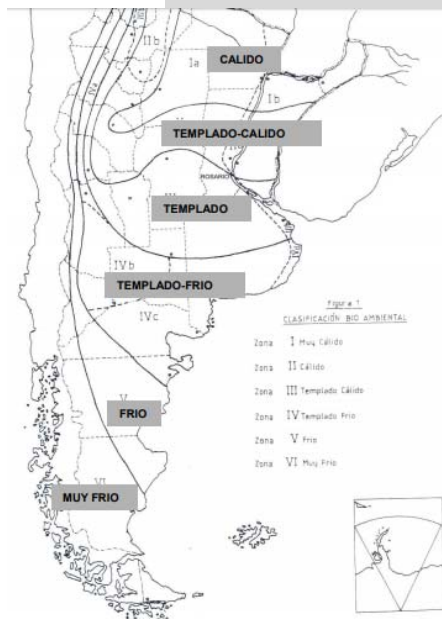 IIb
Ia
CALIDO
Ib
TEMPLADO-CALIDO
ROSARIO
TEMPLADO
IVb
TEMPLADO-FRIO
IVc
Figura 1
CLASIFICACIÓN BIO AMBIENTAL
Zona I Muy Cálido
Zona II Cálido
Zona III Templado Cálido
Zona IV Templado Frío
Zona V Frio
Zona VI Muy Frío
V
FRIO
VI
MUY FRIO